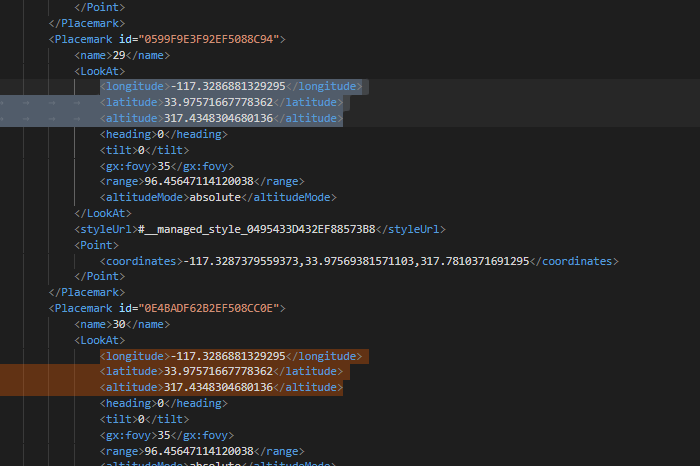 </Point>
</Placemark>
<Placemark id="0599F9E3F92EF5088C94">
<name>29</name>
<LookAt>
<longitude>-117.3286881329295</longitude>
<latitude>33.97571667778362</latitude>
<altitude>317.4348304680136</altitude>
<heading>0</heading>
<tilt>0</tilt>
<gx:fovy>35</gx:fovy>
<range>96.45647114120038</range>
<altitudeMode>absolute</altitudeMode>
</LookAt>
<styleUrl>#__managed_style_0495433D432EF88573B8</styleUrl>
<Point>
<coordinates>-117.3287379559373,33.97569381571103,317.7810371691295</coordinates>
</Point>
</Placemark>
<Placemark id="0E4BADF62B2EF508CC0E">
<name>30</name>
<LookAt>
<longitude>-117.3286881329295</longitude>
<latitude>33.97571667778362</latitude>
<altitude>317.4348304680136</altitude>
<heading>0</heading>
<tilt>0</tilt>
<gx:fovy>35</gx:fovy>
<range>96.45647114120038</range>
<altitudeMode>absolute</altitudeMode>